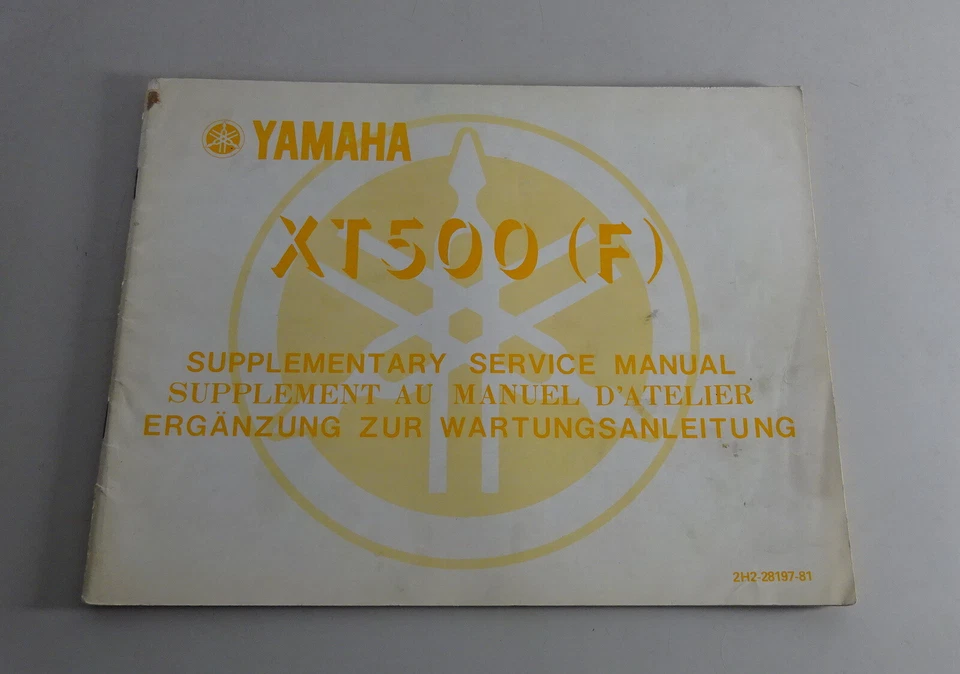 YAMAHA
XT500 (F)
SUPPLEMENTARY SERVICE MANUAL
SUPPLEMENT AU MANUEL D'ATELIER
ERGÄNZUNG ZUR WARTUNGSANLEITUNG
2H2-28197-81